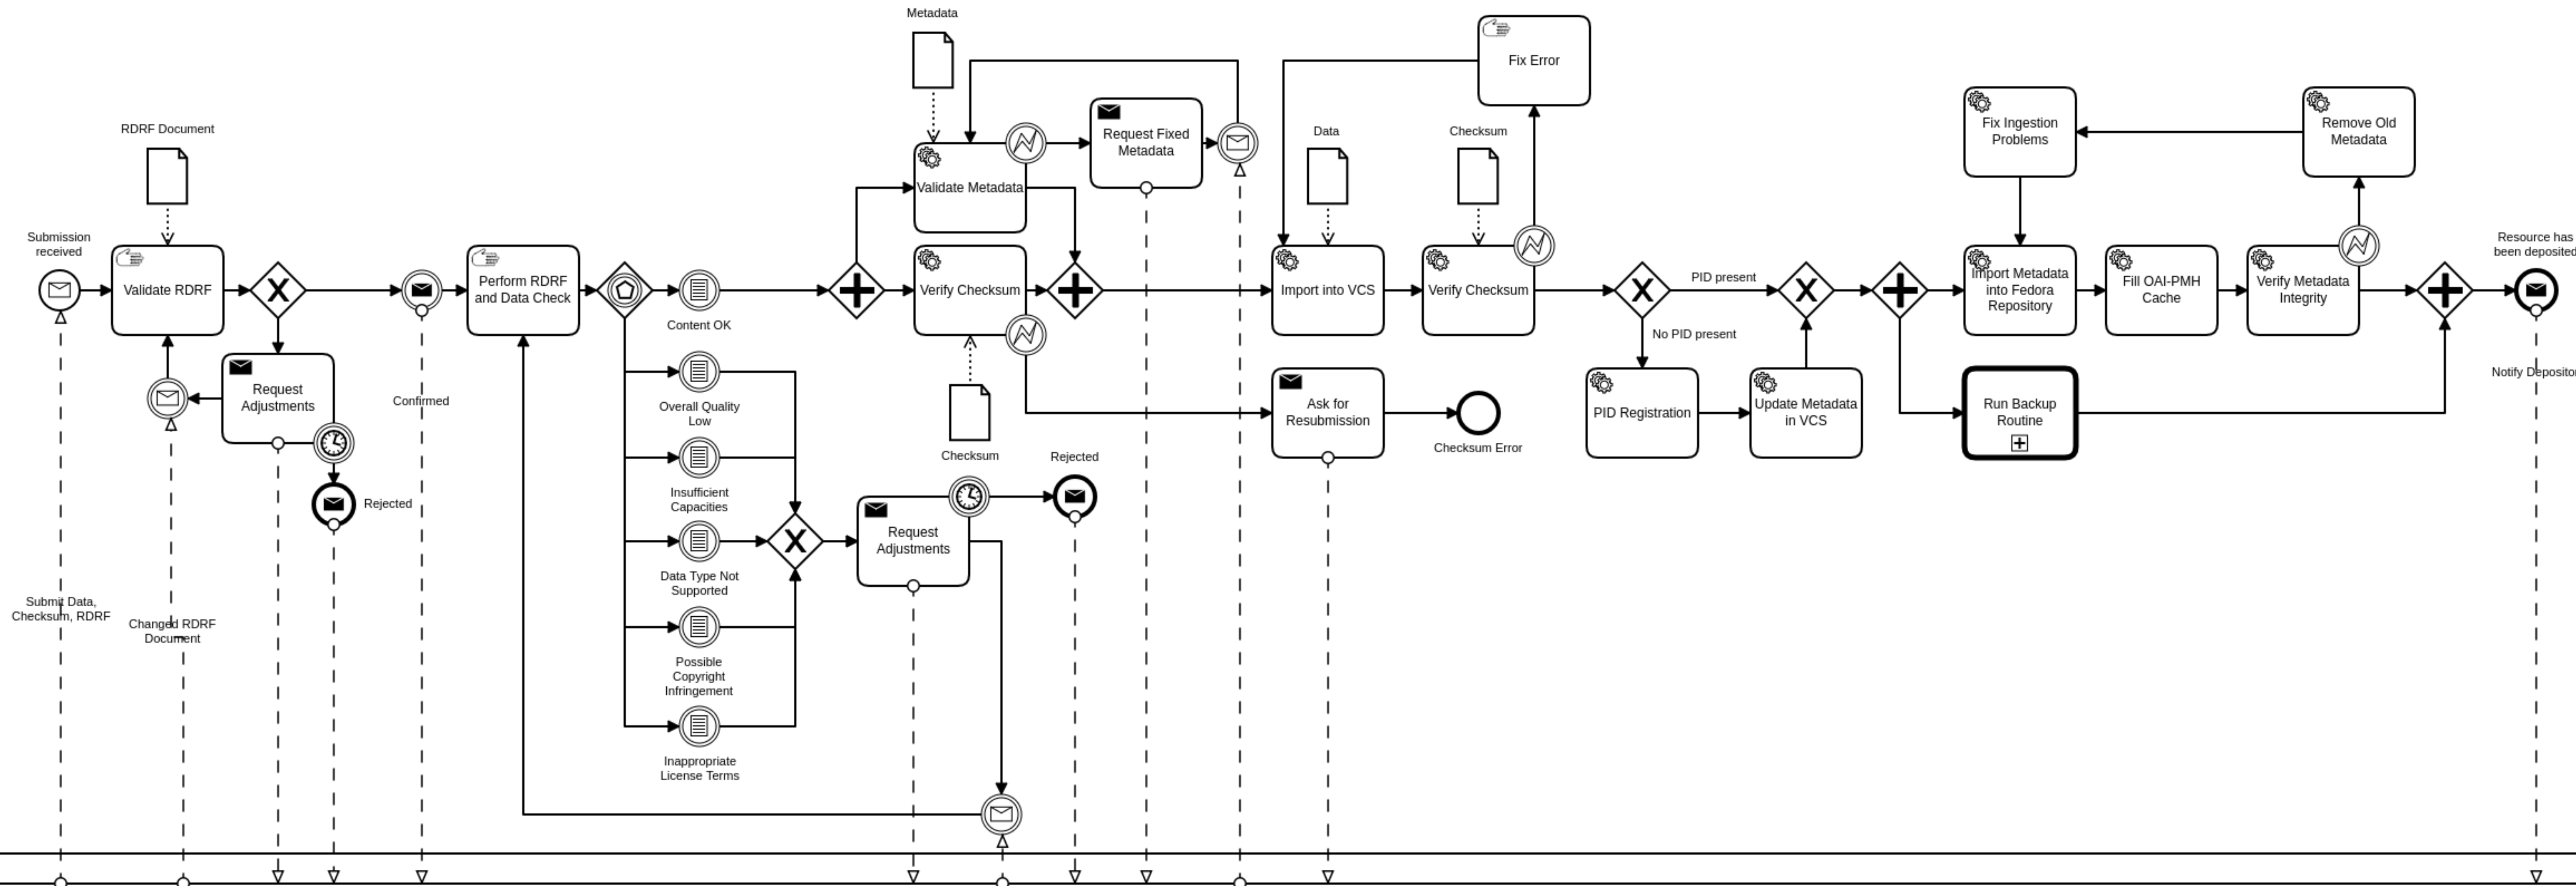 Metadata
Fix Error
RDRF Document
Request Fixed
Metadata
Data
Checksum
Fix Ingestion
Problems
Remove Old
Metadata
Validate Metadata
Submission
received
Validate RDRF
Perform RDRF
and Data Check
Content OK
Verify Checksum
Import into VCS
Verify Checksum
PID present
No PID present
Import Metadata
into Fedora
Repository
Fill OAI-PMH
Cache
Verify Metadata
Integrity
Resource has
been deposited
Notify Depositor
Request
Adjustments
Confirmed
Rejected
Overall Quality
Low
Insufficient
Capacities
Data Type Not
Supported
Possible
Copyright
Infringement
Inappropriate
License Terms
Checksum
Request
Adjustments
Rejected
Ask for
Resubmission
Checksum Error
PID Registration
Update Metadata
in VCS
Run Backup
Routine
Submit Data,
Checksum, RDRF
Changed RDRF
Document